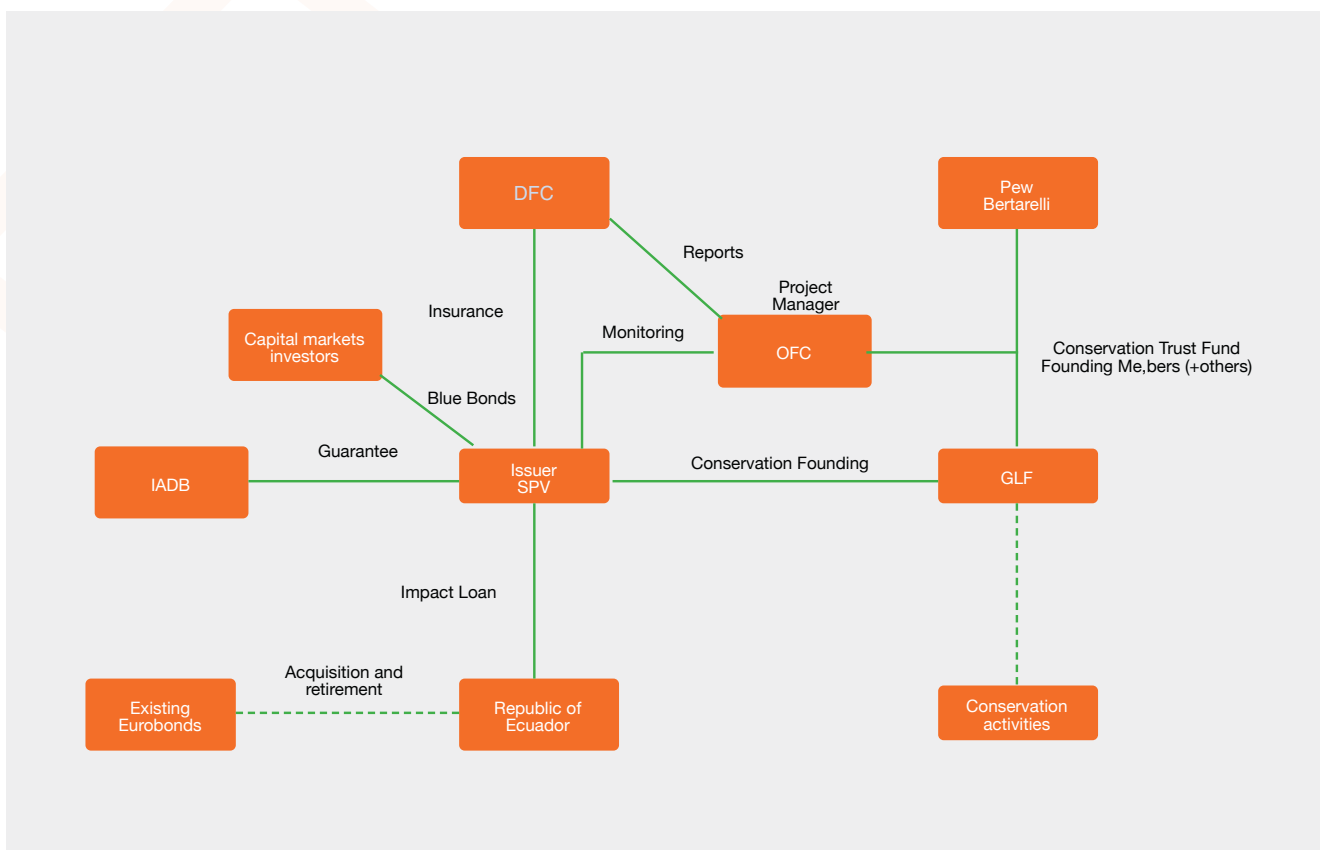 DFC
Pew
Bertarelli
Reports
Project
Manager
Insurance
Capital markets
investors
Monitoring
OFC
Conservation Trust Fund
Founding Me,bers (+others)
Blue Bonds
Guarantee
IADB
Issuer
SPV
Conservation Founding
GLF
Impact Loan
Acquisition and
retirement
Existing
Eurobonds
Republic of
Ecuador
Conservation
activities